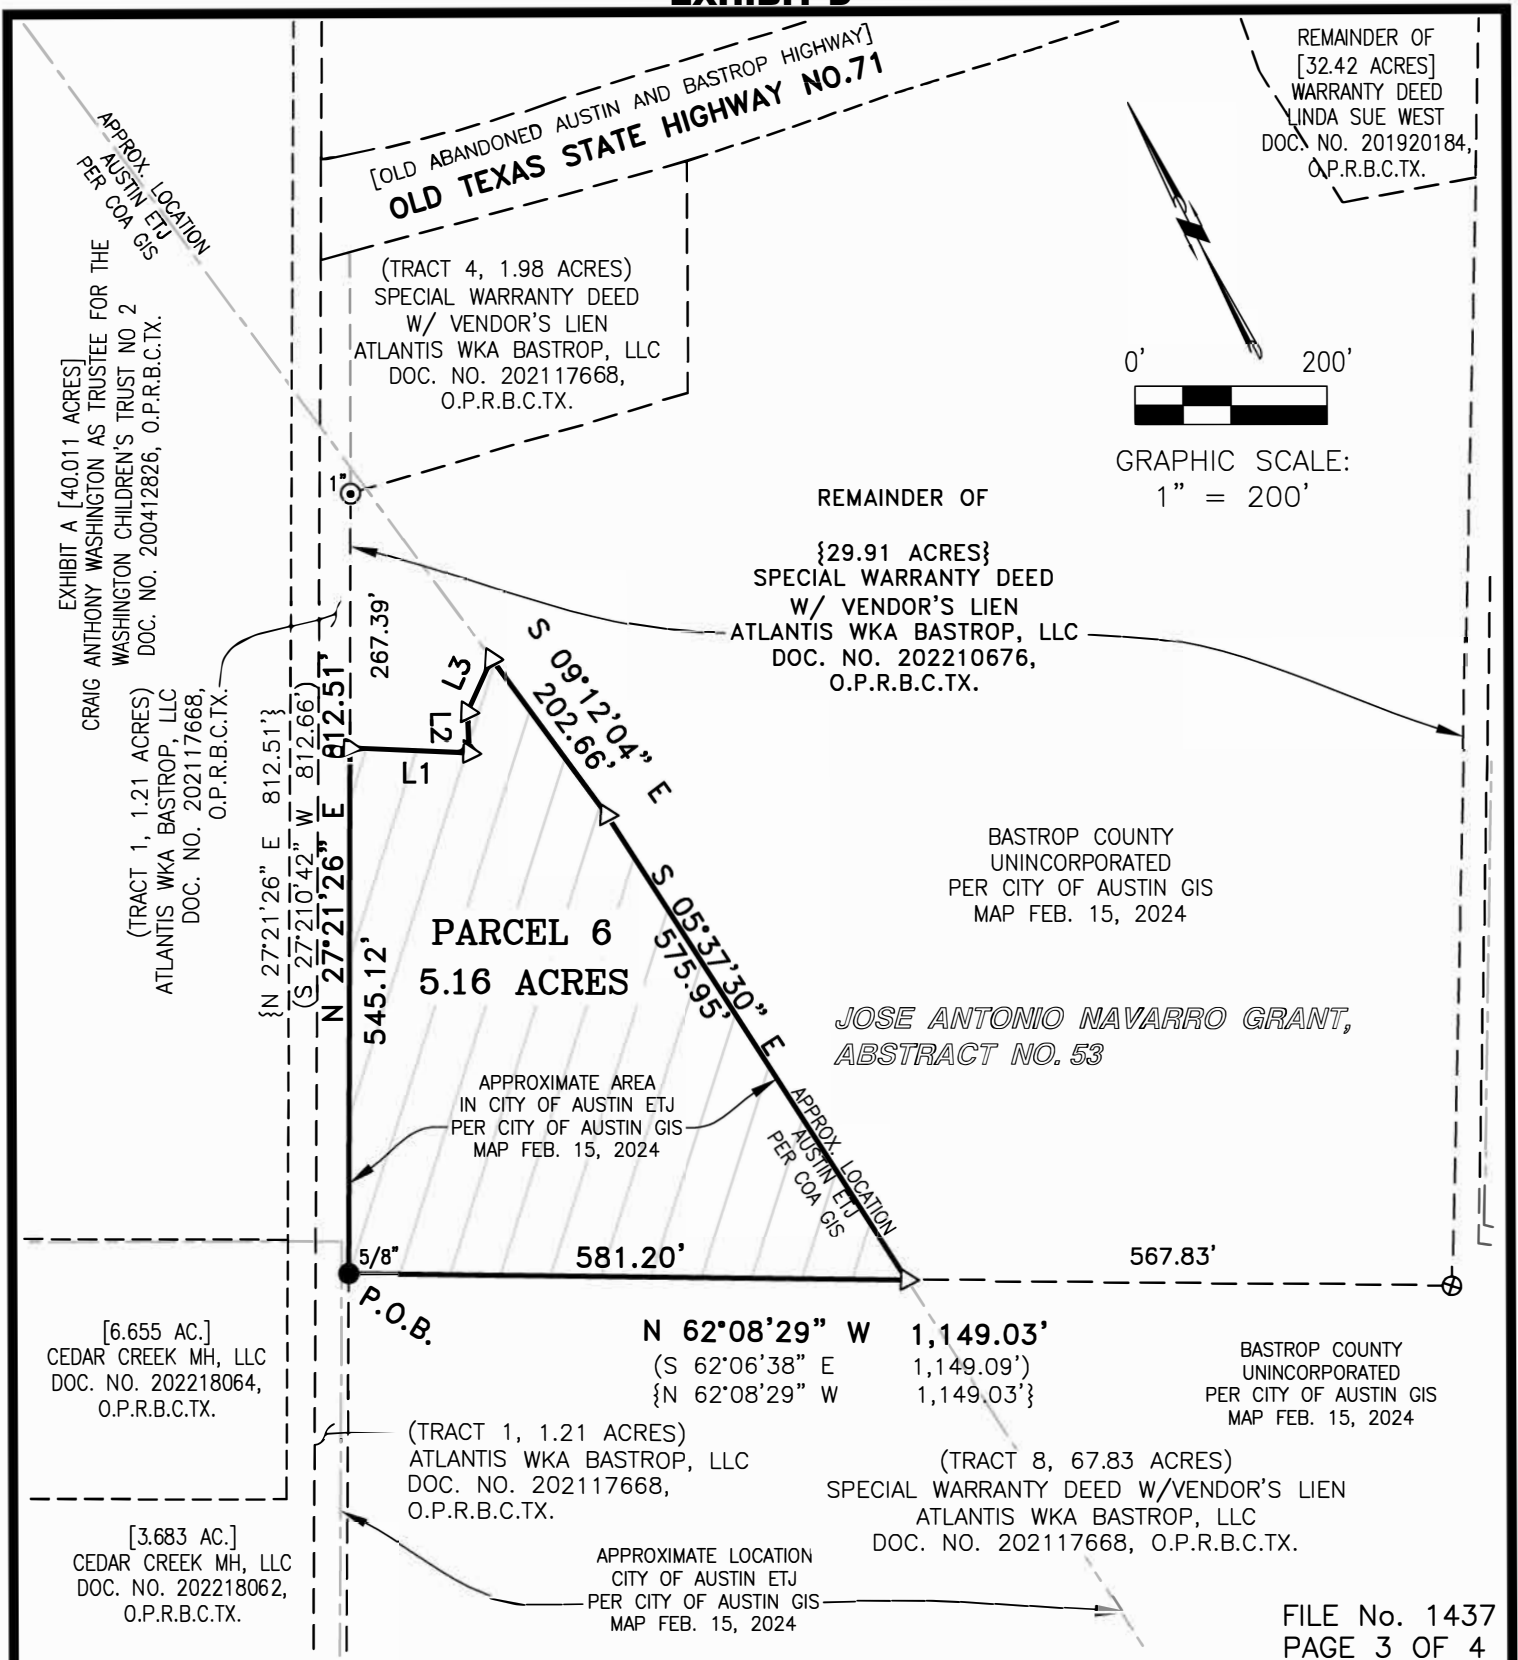 REMAINDER OF
[32.42 ACRES]
WARRANTY DEED
LINDA SUE WEST
DOC. NO. 201920184,
O.P.R.B.C.TX.
[OLD ABANDONED AUSTIN AND BASTROP HIGHWAY]
OLD TEXAS STATE HIGHWAY NO.71
APPROX. LOCATION
AUSTIN ETJ
PER COA GIS
(TRACT 4, 1.98 ACRES)
SPECIAL WARRANTY DEED
W/ VENDOR'S LIEN
ATLANTIS WKA BASTROP, LLC
DOC. NO. 202117668,
O.P.R.B.C.TX.
0' 200'
GRAPHIC SCALE:
1" = 200'
EXHIBIT A [40.011 ACRES]
CRAIG ANTHONY WASHINGTON AS TRUSTEE FOR THE
WASHINGTON CHILDREN'S TRUST NO 2
DOC. NO. 200412826, O.P.R.B.C.TX.
1"
REMAINDER OF
{29.91 ACRES}
SPECIAL WARRANTY DEED
W/ VENDOR'S LIEN
ATLANTIS WKA BASTROP, LLC
DOC. NO. 202210676,
O.P.R.B.C.TX.
267.39'
L3
L2
L1
S 09°12'04" E
202.66'
(TRACT 1, 1.21 ACRES)
ATLANTIS WKA BASTROP, LLC
DOC. NO. 202117668,
O.P.R.B.C.TX.
{N 27°21'26" E 812.51'}
(S 27°210'42" W 812.66')
N 27°21'26" E 812.51'
545.12'
S 05°37'30" E
575.95'
PARCEL 6
5.16 ACRES
BASTROP COUNTY
UNINCORPORATED
PER CITY OF AUSTIN GIS
MAP FEB. 15, 2024
JOSE ANTONIO NAVARRO GRANT,
ABSTRACT NO. 53
APPROXIMATE AREA
IN CITY OF AUSTIN ETJ
PER CITY OF AUSTIN GIS
MAP FEB. 15, 2024
APPROX. LOCATION
AUSTIN ETJ
PER COA GIS
5/8"
581.20'
567.83'
P.O.B.
N 62°08'29" W 1,149.03'
(S 62°06'38" E 1,149.09')
{N 62°08'29" W 1,149.03'}
[6.655 AC.]
CEDAR CREEK MH, LLC
DOC. NO. 202218064,
O.P.R.B.C.TX.
BASTROP COUNTY
UNINCORPORATED
PER CITY OF AUSTIN GIS
MAP FEB. 15, 2024
(TRACT 1, 1.21 ACRES)
ATLANTIS WKA BASTROP, LLC
DOC. NO. 202117668,
O.P.R.B.C.TX.
(TRACT 8, 67.83 ACRES)
SPECIAL WARRANTY DEED W/VENDOR'S LIEN
ATLANTIS WKA BASTROP, LLC
DOC. NO. 202117668, O.P.R.B.C.TX.
[3.683 AC.]
CEDAR CREEK MH, LLC
DOC. NO. 202218062,
O.P.R.B.C.TX.
APPROXIMATE LOCATION
CITY OF AUSTIN ETJ
PER CITY OF AUSTIN GIS
MAP FEB. 15, 2024
FILE No. 1437
PAGE 3 OF 4